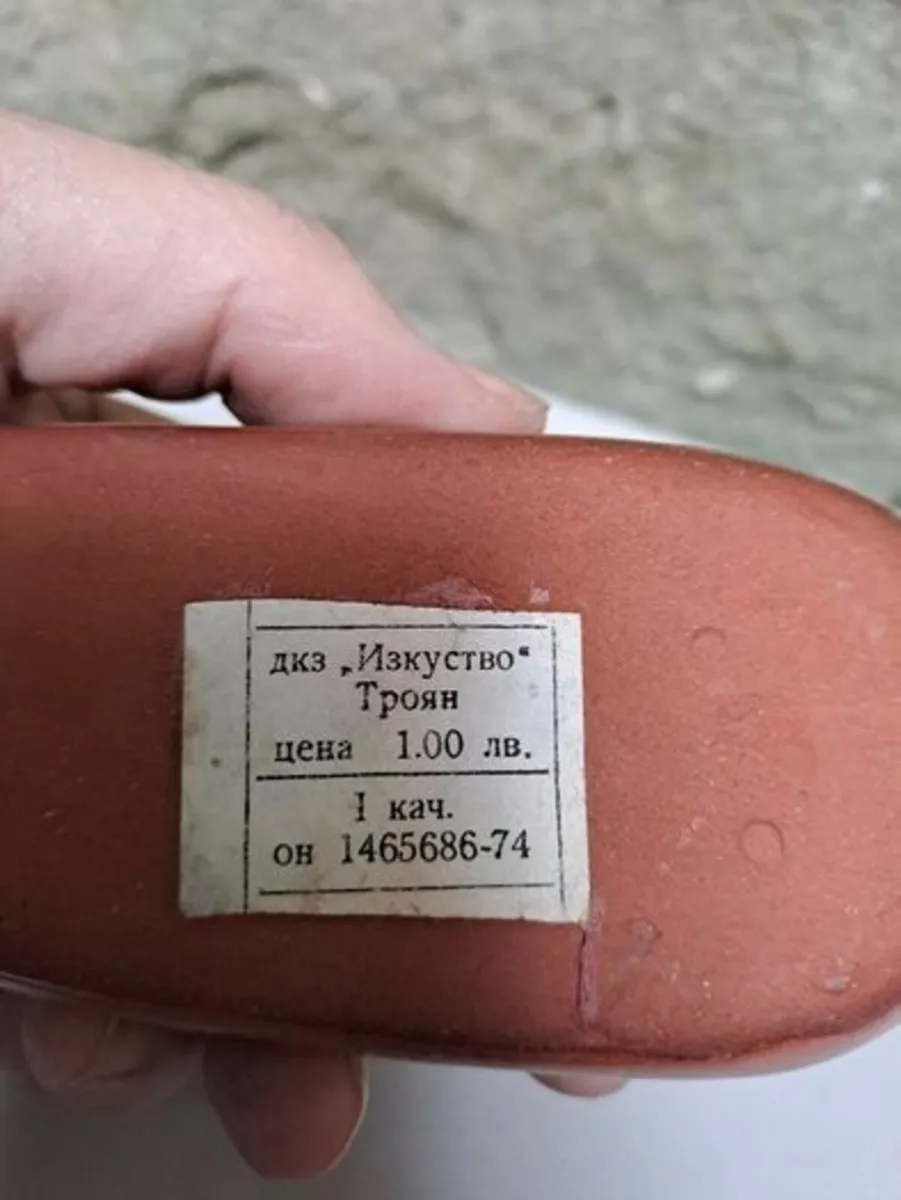 дкз „Изкуство“
Троян
цена 1.00 лв.
I кач.
он 1465686-74